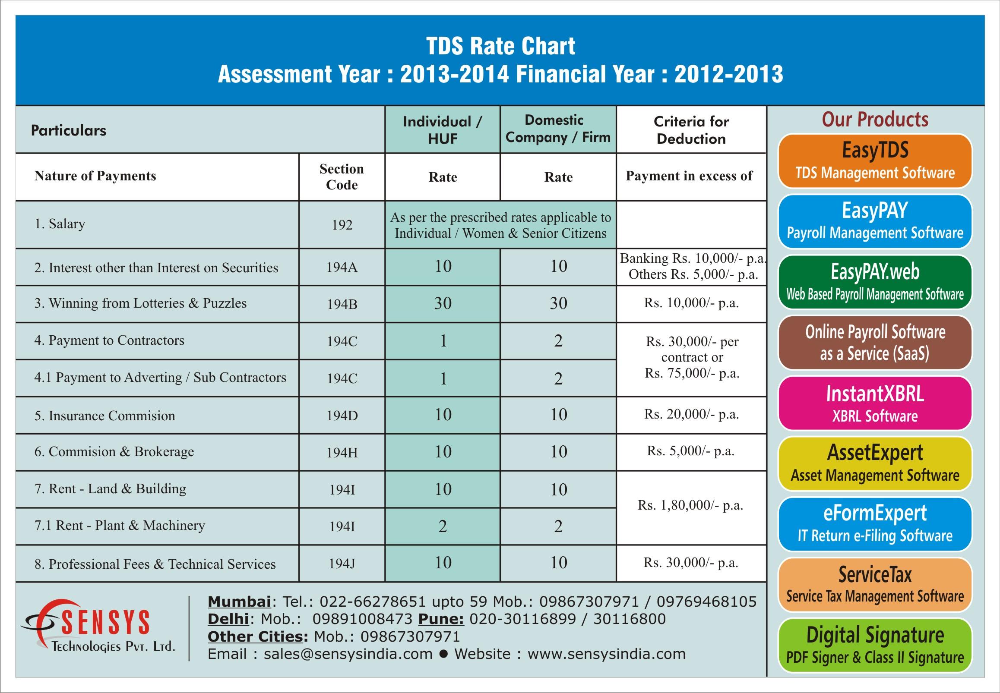 TDS Rate Chart
Assessment Year : 2013-2014 Financial Year : 2012-2013
Particulars
Individual /
HUF
Domestic
Company / Firm
Criteria for
Deduction
Nature of Payments
Section
Code
Rate
Rate
Payment in excess of
1. Salary
192
As per the prescribed rates applicable to
Individual / Women & Senior Citizens
2. Interest other than Interest on Securities
194A
10
10
Banking Rs. 10,000/- p.a.
Others Rs. 5,000/- p.a.
3. Winning from Lotteries & Puzzles
194B
30
30
Rs. 10,000/- p.a.
4. Payment to Contractors
194C
1
2
Rs. 30,000/- per
contract or
Rs. 75,000/- p.a.
4.1 Payment to Adverting / Sub Contractors
194C
1
2
5. Insurance Commision
194D
10
10
Rs. 20,000/- p.a.
6. Commision & Brokerage
194H
10
10
Rs. 5,000/- p.a.
7. Rent - Land & Building
194I
10
10
Rs. 1,80,000/- p.a.
7.1 Rent - Plant & Machinery
194I
2
2
8. Professional Fees & Technical Services
194J
10
10
Rs. 30,000/- p.a.
Our Products
EasyTDS
TDS Management Software
EasyPAY
Payroll Management Software
EasyPAY.web
Web Based Payroll Management Software
Online Payroll Software
as a Service (SaaS)
InstantXBRL
XBRL Software
AssetExpert
Asset Management Software
eFormExpert
IT Return e-Filing Software
ServiceTax
Service Tax Management Software
Digital Signature
PDF Signer & Class II Signature
SENSYS
Technologies Pvt. Ltd.
Mumbai: Tel.: 022-66278651 upto 59 Mob.: 09867307971 / 09769468105
Delhi: Mob.: 09891008473 Pune: 020-30116899 / 30116800
Other Cities: Mob.: 09867307971
Email : sales@sensysindia.com ● Website : www.sensysindia.com